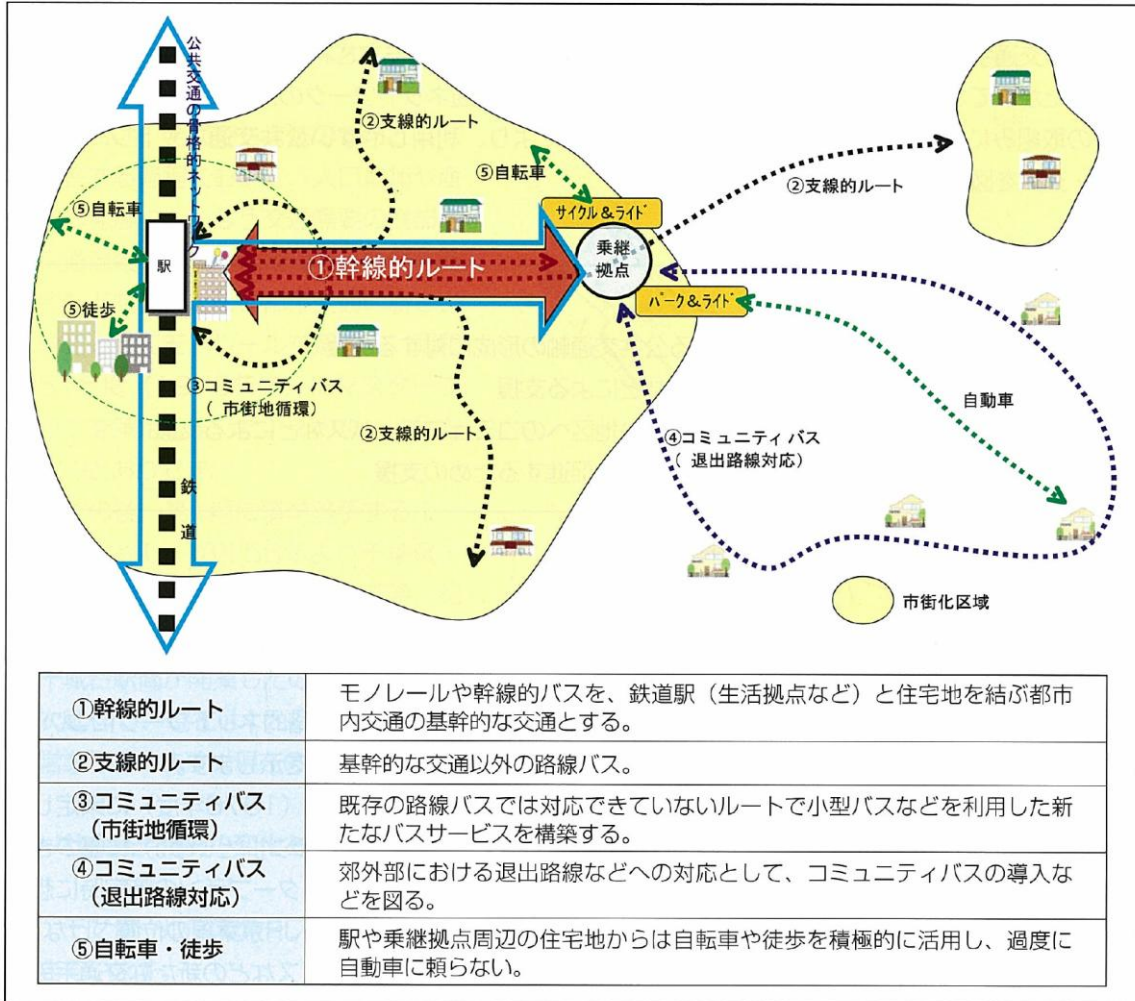 公共交通の骨格的ネットワーク
②支線的ルート
⑤自転車
②支線的ルート
⑤自転車
サイクル&ライド
駅
①幹線的ルート
乗継
拠点
パーク&ライド
⑤徒歩
③コミュニティバス
(市街地循環)
②支線的ルート
自動車
④コミュニティバス
(退出路線対応)
鉄道
市街化区域
①幹線的ルート
モノレールや幹線的バスを、鉄道駅(生活拠点など)と住宅地を結ぶ都市
内交通の基幹的な交通とする。
②支線的ルート
基幹的な交通以外の路線バス。
③コミュニティバス
(市街地循環)
既存の路線バスでは対応できていないルートで小型バスなどを利用した新
たなバスサービスを構築する。
④コミュニティバス
(退出路線対応)
郊外部における退出路線などへの対応として、コミュニティバスの導入な
どを図る。
⑤自転車・徒歩
駅や乗継拠点周辺の住宅地からは自転車や徒歩を積極的に活用し、過度に
自動車に頼らない。